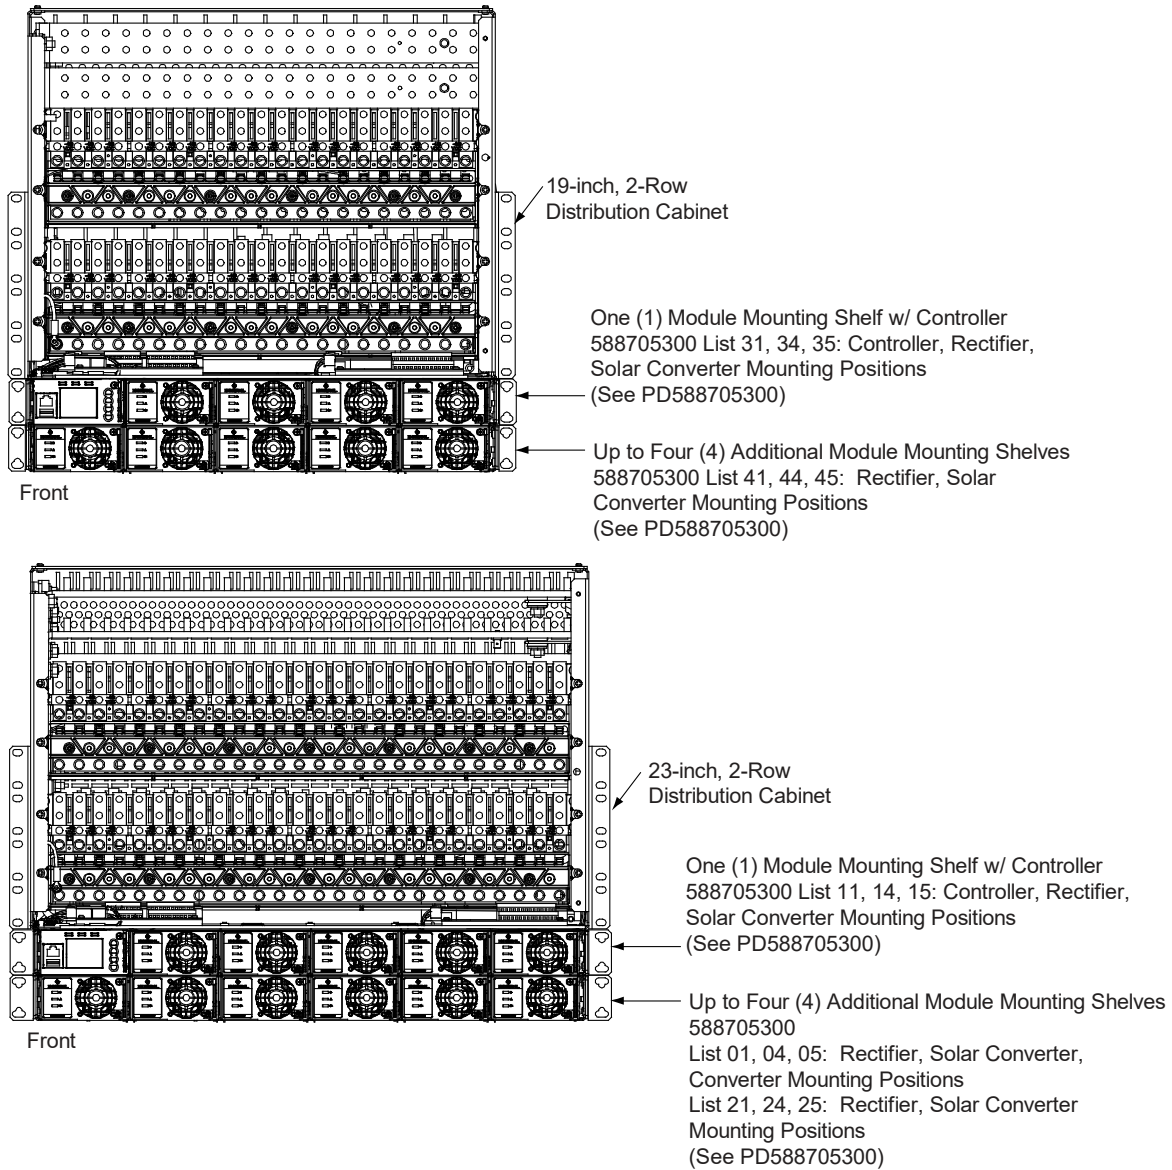 19-inch, 2-Row
Distribution Cabinet
One (1) Module Mounting Shelf w/ Controller
588705300 List 31, 34, 35: Controller, Rectifier,
Solar Converter Mounting Positions
(See PD588705300)
Up to Four (4) Additional Module Mounting Shelves
588705300 List 41, 44, 45: Rectifier, Solar
Converter Mounting Positions
(See PD588705300)
Front
23-inch, 2-Row
Distribution Cabinet
One (1) Module Mounting Shelf w/ Controller
588705300 List 11, 14, 15: Controller, Rectifier,
Solar Converter Mounting Positions
(See PD588705300)
Up to Four (4) Additional Module Mounting Shelves
588705300
List 01, 04, 05: Rectifier, Solar Converter,
Converter Mounting Positions
List 21, 24, 25: Rectifier, Solar Converter
Mounting Positions
(See PD588705300)
Front